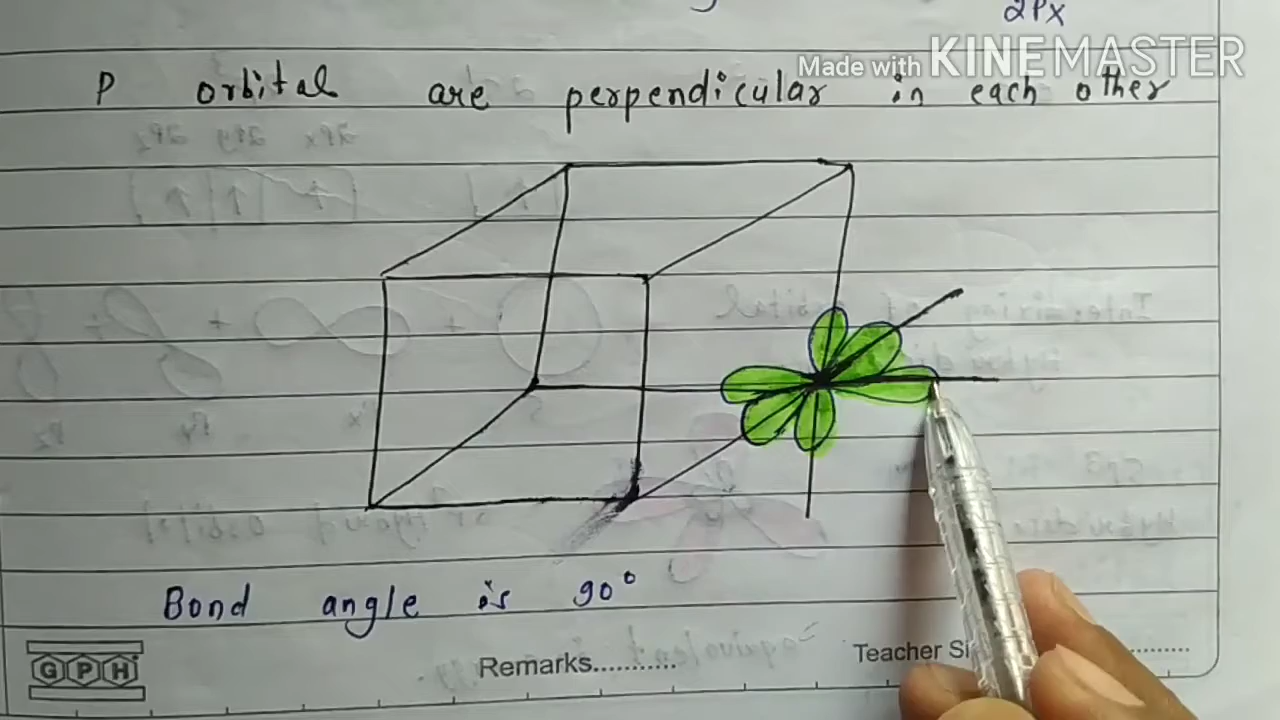 2Px
Made with KINEMASTER
P orbital are perpendicular in each other
Bond angle is 90°
GPH
Remarks............
Teacher Si